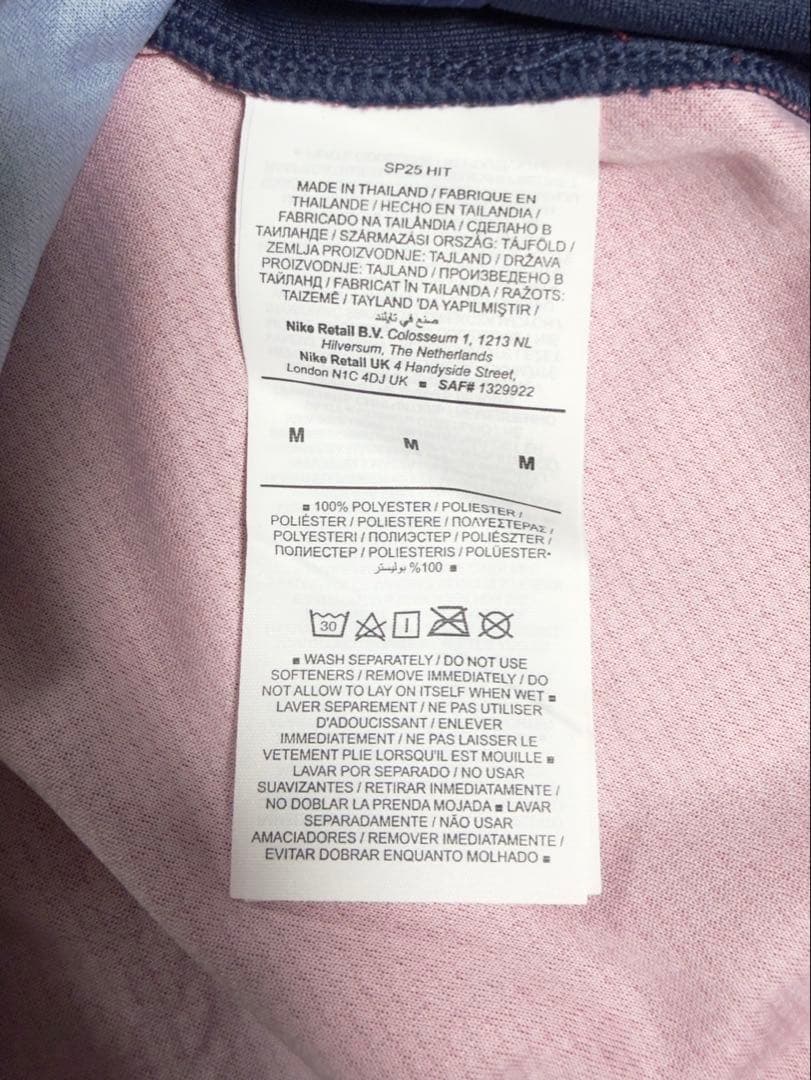 SP25 HIT
MADE IN THAILAND / FABRIQUE EN
THAILANDE / HECHO EN TAILANDIA /
FABRICADO NA TAILÂNDIA / СДЕЛАНО В
ТАИЛАНДЕ / SZÁRMAZÁSI ORSZÁG: TÁJFÖLD /
ZEMLJA PROIZVODNJE: TAJLAND / DRŽAVA
PROIZVODNJE: TAJLAND / ПРОИЗВЕДЕНО В
ТАЙЛАНД / FABRICAT ÎN TAILANDA / RAŽOTS:
TAIZEMĒ / TAYLAND 'DA YAPILMIŞTIR /
صنع في تايلند
Nike Retail B.V. Colosseum 1, 1213 NL
Hilversum, The Netherlands
Nike Retail UK 4 Handyside Street,
London N1C 4DJ UK ■ SAF# 1329922
M M M
■ 100% POLYESTER / POLIESTER /
POLIÉSTER / POLIESTERE / ΠΟΛΥΕΣΤΕΡΑΣ /
POLYESTERI / ПОЛИЭСТЕР / POLIÉSZTER /
ПОЛИЕСТЕР / POLIESTERIS / POLÜESTER•
100% بوليستر ■
30
■ WASH SEPARATELY / DO NOT USE
SOFTENERS / REMOVE IMMEDIATELY / DO
NOT ALLOW TO LAY ON ITSELF WHEN WET ■
LAVER SEPAREMENT / NE PAS UTILISER
D'ADOUCISSANT / ENLEVER
IMMEDIATEMENT / NE PAS LAISSER LE
VETEMENT PLIE LORSQU'IL EST MOUILLE ■
LAVAR POR SEPARADO / NO USAR
SUAVIZANTES / RETIRAR INMEDIATAMENTE /
NO DOBLAR LA PRENDA MOJADA ■ LAVAR
SEPARADAMENTE / NÃO USAR
AMACIADORES / REMOVER IMEDIATAMENTE /
EVITAR DOBRAR ENQUANTO MOLHADO ■